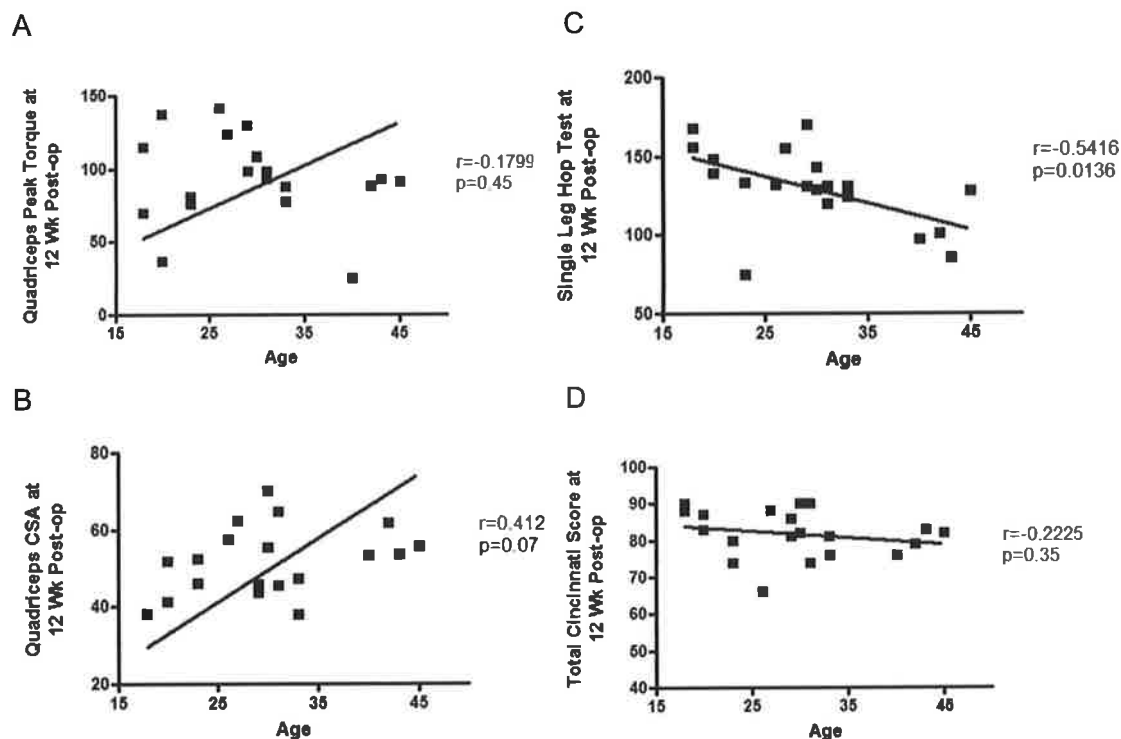 A
Quadriceps Peak Torque at
12 Wk Post-op
150
100
50
0
15
25
35
45
Age
r=-0.1799
p=0.45
C
Single Leg Hop Test at
12 Wk Post-op
200
150
100
50
15
25
35
45
Age
r=-0.5416
p=0.0136
B
Quadriceps CSA at
12 Wk Post-op
80
60
40
20
15
25
35
45
Age
r=0.412
p=0.07
D
Total Cincinnati Score at
12 Wk Post-op
100
90
80
70
60
50
40
15
25
35
45
Age
r=-0.2225
p=0.35